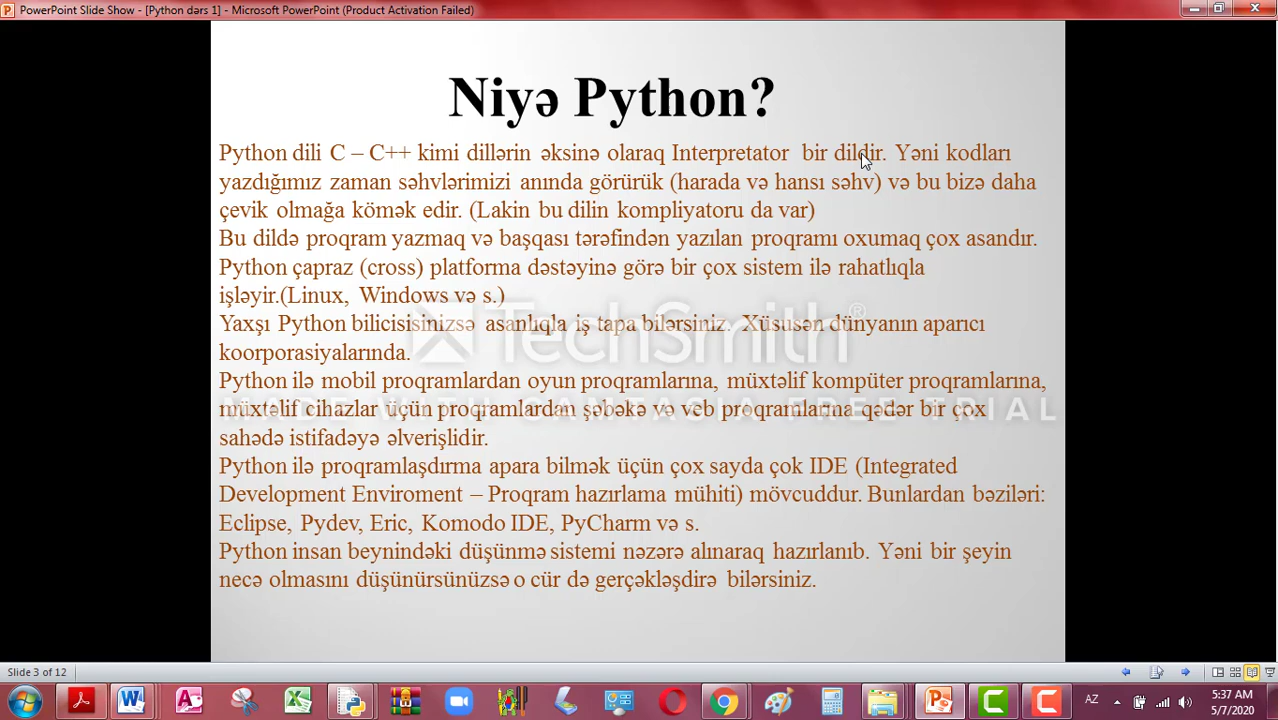 PowerPoint Slide Show - [Python dərs 1] - Microsoft PowerPoint (Product Activation Failed)
Niyə Python?
Python dili C – C++ kimi dillərin əksinə olaraq Interpretator bir dildir. Yəni kodları
yazdığımız zaman səhvlərimizi anında görürük (harada və hansı səhv) və bu bizə daha
çevik olmağa kömək edir. (Lakin bu dilin kompliyatoru da var)
Bu dildə proqram yazmaq və başqası tərəfindən yazılan proqramı oxumaq çox asandır.
Python çapraz (cross) platforma dəstəyinə görə bir çox sistem ilə rahatlıqla
işləyir.(Linux, Windows və s.)
Yaxşı Python bilicisisinizsə asanlıqla iş tapa bilərsiniz. Xüsusən dünyanın aparıcı
koorporasiyalarında.
TechSmith®
Python ilə mobil proqramlardan oyun proqramlarına, müxtəlif kompüter proqramlarına,
müxtəlif cihazlar üçün proqramlardan şəbəkə və veb proqramlarına qədər bir çox
MADE WITH CAMTASIA FREE TRIAL
sahədə istifadəyə əlverişlidir.
Python ilə proqramlaşdırma apara bilmək üçün çox sayda çok IDE (Integrated
Development Enviroment – Proqram hazırlama mühiti) mövcuddur. Bunlardan bəziləri:
Eclipse, Pydev, Eric, Komodo IDE, PyCharm və s.
Python insan beynindəki düşünmə sistemi nəzərə alınaraq hazırlanıb. Yəni bir şeyin
necə olmasını düşünürsünüzsə o cür də gerçəkləşdirə bilərsiniz.
Slide 3 of 12
AZ
5:37 AM
5/7/2020